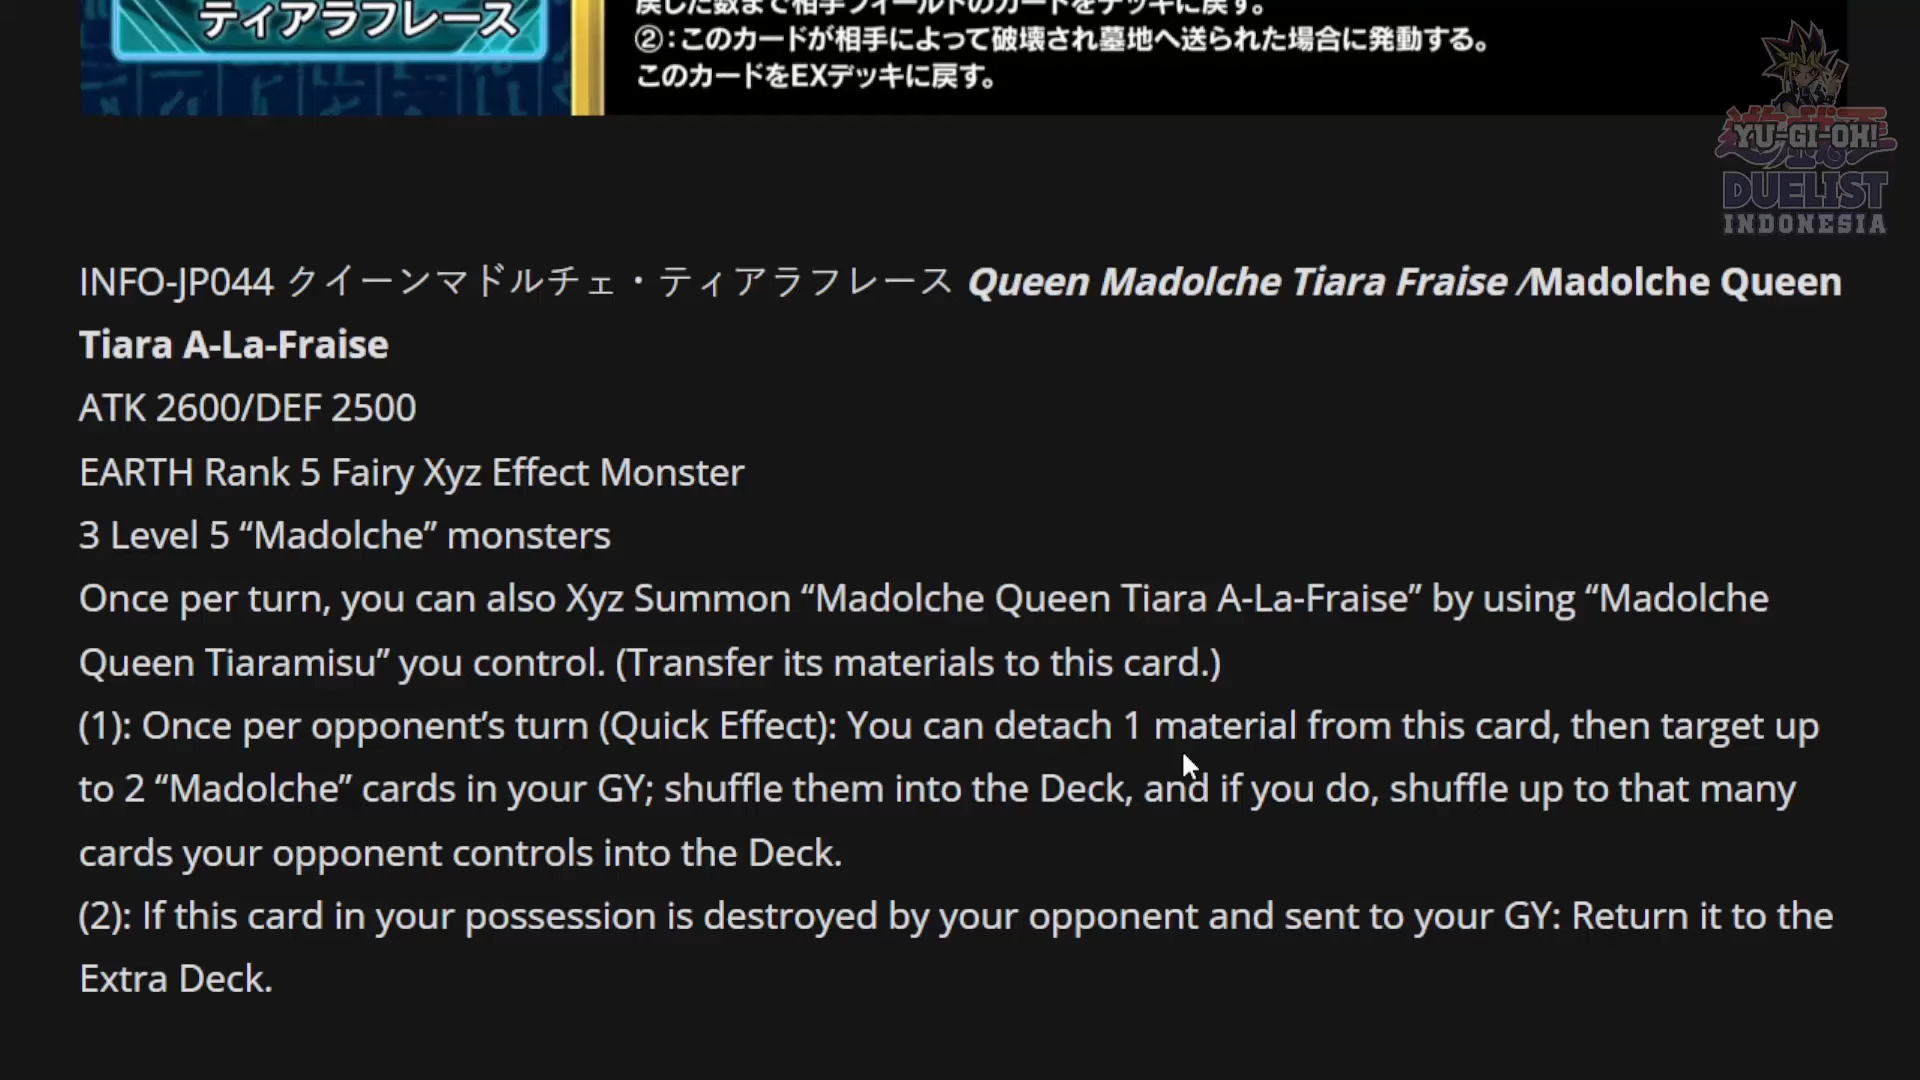 ティアラフレース
戻した数まで相手フィールドのカードをデッキに戻す。
②：このカードが相手によって破壊され墓地へ送られた場合に発動する。
このカードをEXデッキに戻す。
YU-GI-OH!
DUELIST
INDONESIA
INFO-JP044 クイーンマドルチェ・ティアラフレース Queen Madolche Tiara Fraise /Madolche Queen
Tiara A-La-Fraise
ATK 2600/DEF 2500
EARTH Rank 5 Fairy Xyz Effect Monster
3 Level 5 “Madolche” monsters
Once per turn, you can also Xyz Summon “Madolche Queen Tiara A-La-Fraise” by using “Madolche
Queen Tiaramisu” you control. (Transfer its materials to this card.)
(1): Once per opponent’s turn (Quick Effect): You can detach 1 material from this card, then target up
to 2 “Madolche” cards in your GY; shuffle them into the Deck, and if you do, shuffle up to that many
cards your opponent controls into the Deck.
(2): If this card in your possession is destroyed by your opponent and sent to your GY: Return it to the
Extra Deck.